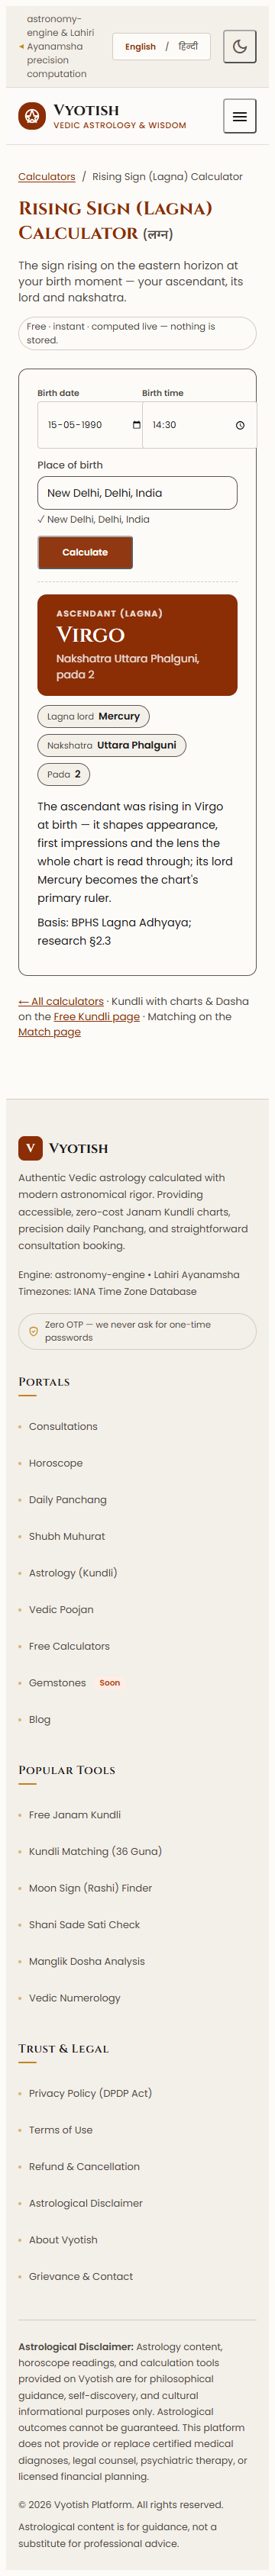 astronomy-
engine & Lahiri
Ayanamsha
precision
computation
English / हिन्दी
Vyotish
VEDIC ASTROLOGY & WISDOM
Calculators / Rising Sign (Lagna) Calculator
Rising Sign (Lagna)
Calculator (लग्न)
The sign rising on the eastern horizon at
your birth moment — your ascendant, its
lord and nakshatra.
Free · instant · computed live — nothing is
stored.
Birth date Birth time
15-05-1990 14:30
Place of birth
New Delhi, Delhi, India
✓ New Delhi, Delhi, India
Calculate
ASCENDANT (LAGNA)
Virgo
Nakshatra Uttara Phalguni,
pada 2
Lagna lord Mercury
Nakshatra Uttara Phalguni
Pada 2
The ascendant was rising in Virgo
at birth — it shapes appearance,
first impressions and the lens the
whole chart is read through; its lord
Mercury becomes the chart's
primary ruler.
Basis: BPHS Lagna Adhyaya;
research §2.3
← All calculators · Kundli with charts & Dasha
on the Free Kundli page · Matching on the
Match page
V Vyotish
Authentic Vedic astrology calculated with
modern astronomical rigor. Providing
accessible, zero-cost Janam Kundli charts,
precision daily Panchang, and straightforward
consultation booking.
Engine: astronomy-engine • Lahiri Ayanamsa
Timezones: IANA Time Zone Database
Zero OTP — we never ask for one-time
passwords
Portals
Consultations
Horoscope
Daily Panchang
Shubh Muhurat
Astrology (Kundli)
Vedic Poojan
Free Calculators
Gemstones Soon
Blog
Popular Tools
Free Janam Kundli
Kundli Matching (36 Guna)
Moon Sign (Rashi) Finder
Shani Sade Sati Check
Manglik Dosha Analysis
Vedic Numerology
Trust & Legal
Privacy Policy (DPDP Act)
Terms of Use
Refund & Cancellation
Astrological Disclaimer
About Vyotish
Grievance & Contact
Astrological Disclaimer: Astrology content,
horoscope readings, and calculation tools
provided on Vyotish are for philosophical
guidance, self-discovery, and cultural
informational purposes only. Astrological
outcomes cannot be guaranteed. This platform
does not provide or replace certified medical
diagnoses, legal counsel, psychiatric therapy, or
licensed financial planning.
© 2026 Vyotish Platform. All rights reserved.
Astrological content is for guidance, not a
substitute for professional advice.